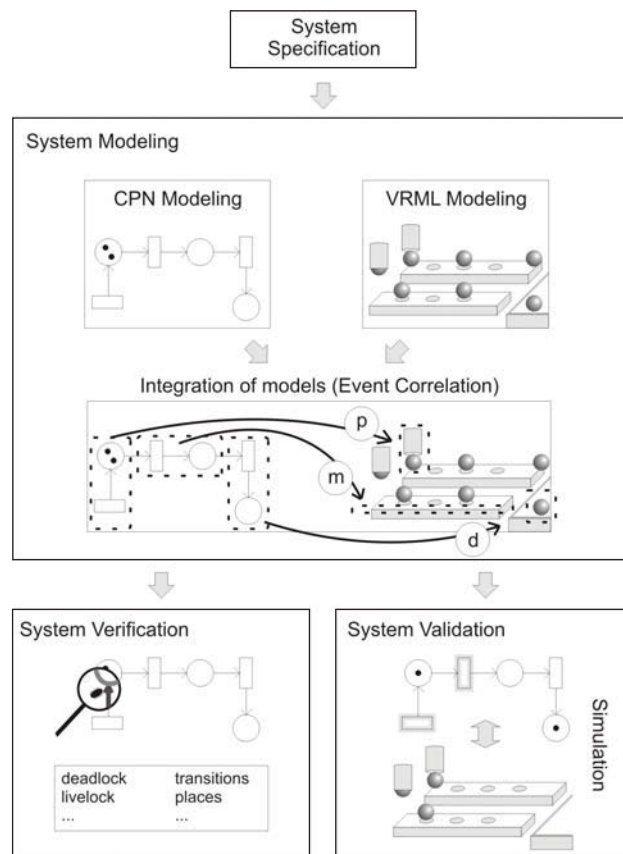 System
Specification
System Modeling
CPN Modeling
VRML Modeling
Integration of models (Event Correlation)
p
m
d
System Verification
deadlock transitions
livelock places
... ...
System Validation
Simulation